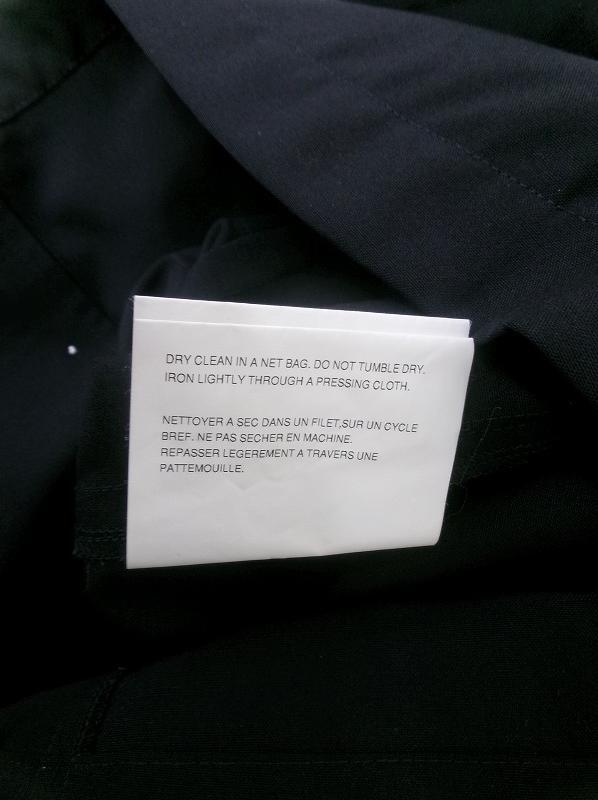 DRY CLEAN IN A NET BAG. DO NOT TUMBLE DRY.
IRON LIGHTLY THROUGH A PRESSING CLOTH.
NETTOYER A SEC DANS UN FILET,SUR UN CYCLE
BREF. NE PAS SECHER EN MACHINE.
REPASSER LEGEREMENT A TRAVERS UNE
PATTEMOUILLE.